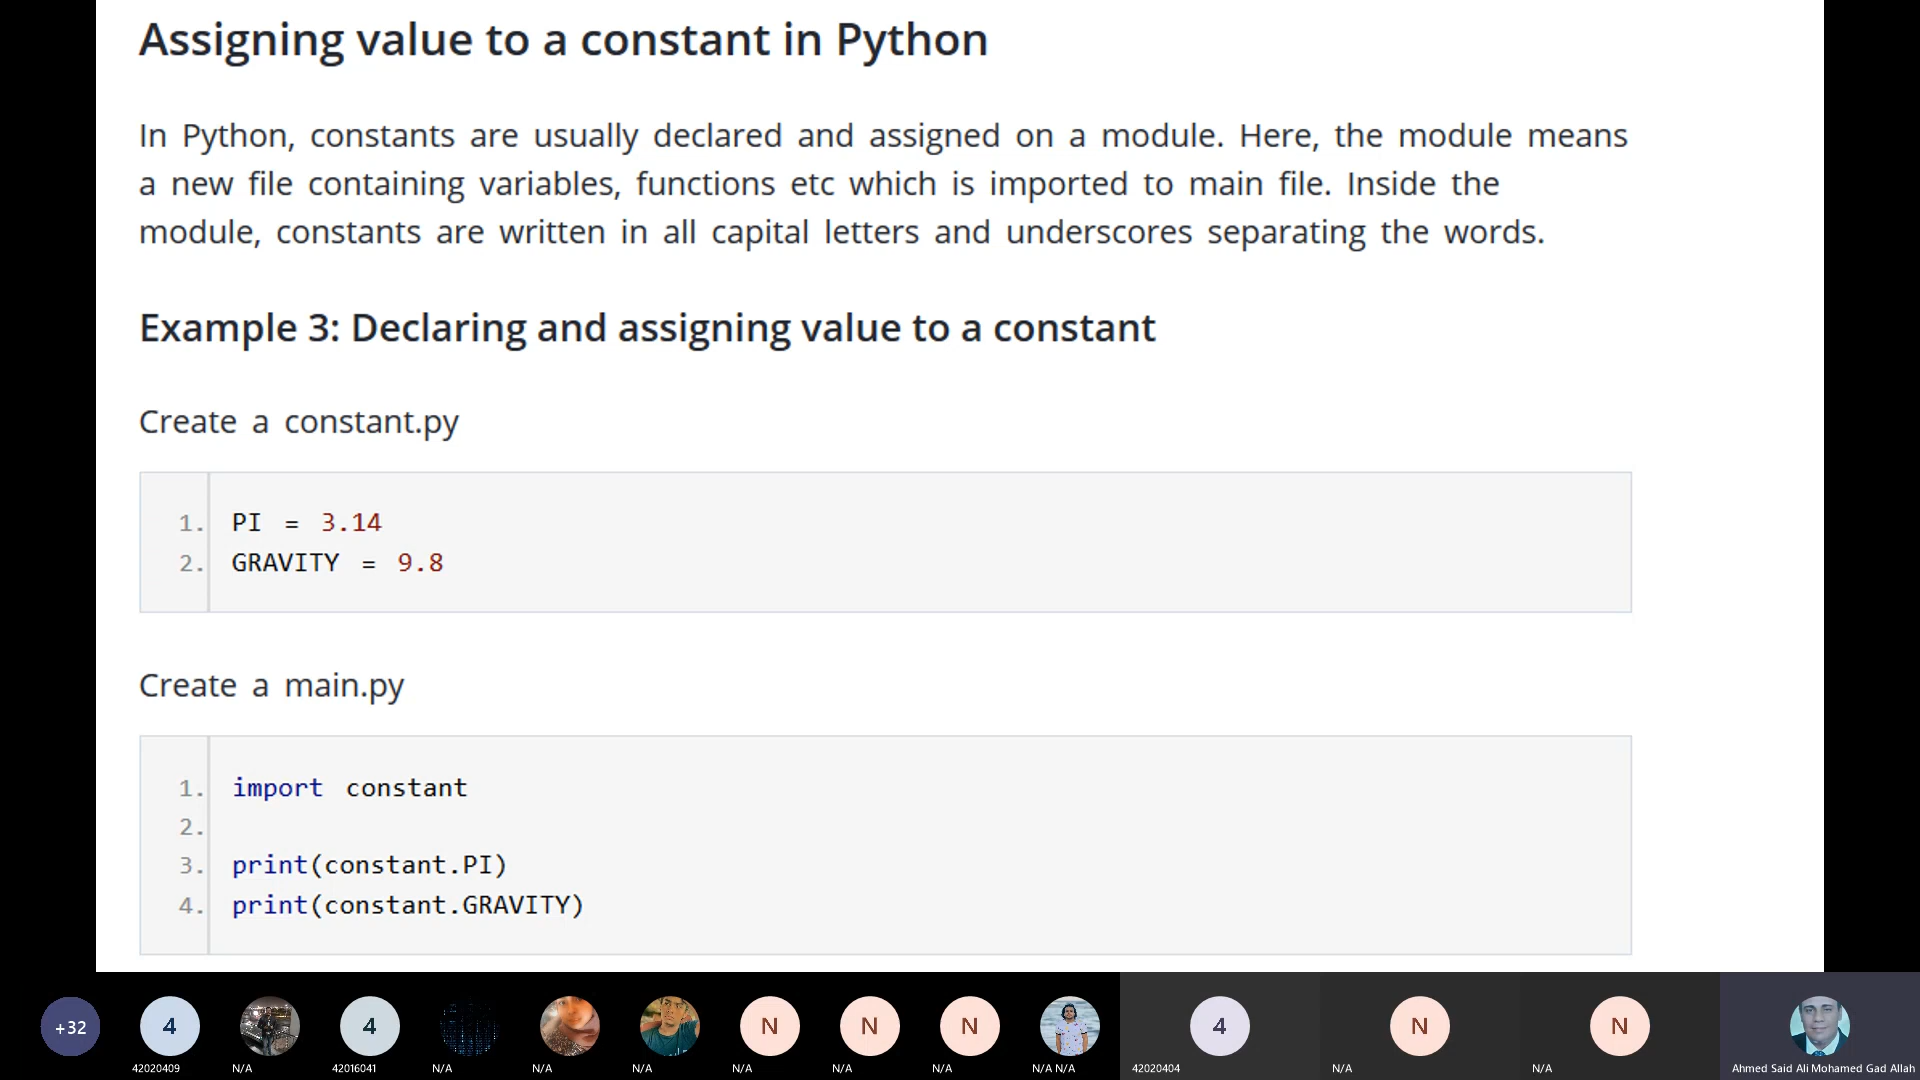 Assigning value to a constant in Python
In Python, constants are usually declared and assigned on a module. Here, the module means
a new file containing variables, functions etc which is imported to main file. Inside the
module, constants are written in all capital letters and underscores separating the words.
Example 3: Declaring and assigning value to a constant
Create a constant.py
1. PI = 3.14
2. GRAVITY = 9.8
Create a main.py
1. import constant
2.
3. print(constant.PI)
4. print(constant.GRAVITY)
+32 4 4 N N N 4 N N
42020409 N/A 42016041 N/A N/A N/A N/A N/A N/A N/A N/A 42020404 N/A N/A Ahmed Said Ali Mohamed Gad Allah